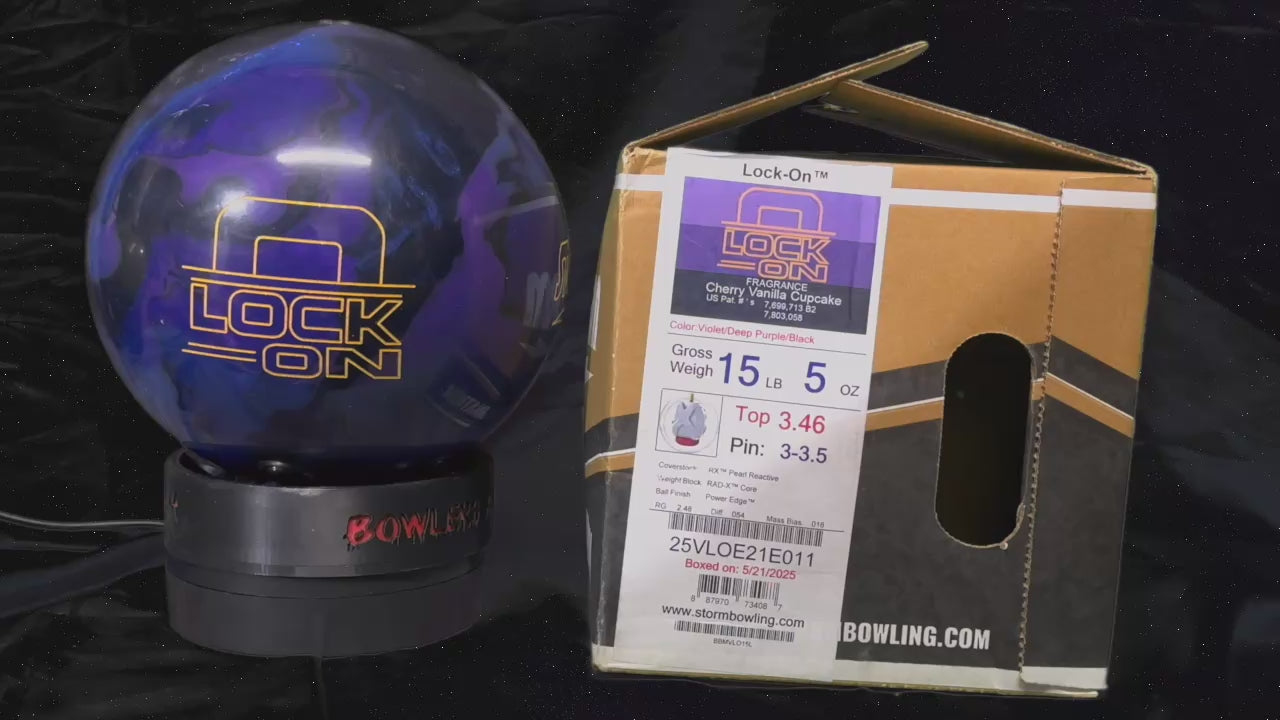 LOCK
ON
BOWLER
Lock-On™
LOCK
ON
FRAGRANCE
Cherry Vanilla Cupcake
US Pat. #'s 7,699,713 B2
7,803,058
Color:Violet/Deep Purple/Black
Gross
Weigh 15 LB 5 OZ
Top 3.46
Pin: 3-3.5
Coverstock RX™ Pearl Reactive
Weight Block RAD-X™ Core
Ball Finish Power Edge™
RG 2.48 Diff .054 Mass Bias .016
25VLOE21E011
Boxed on: 5/21/2025
8 87970 73408 7
www.stormbowling.com
BBMVLO15L
MBOWLING.COM